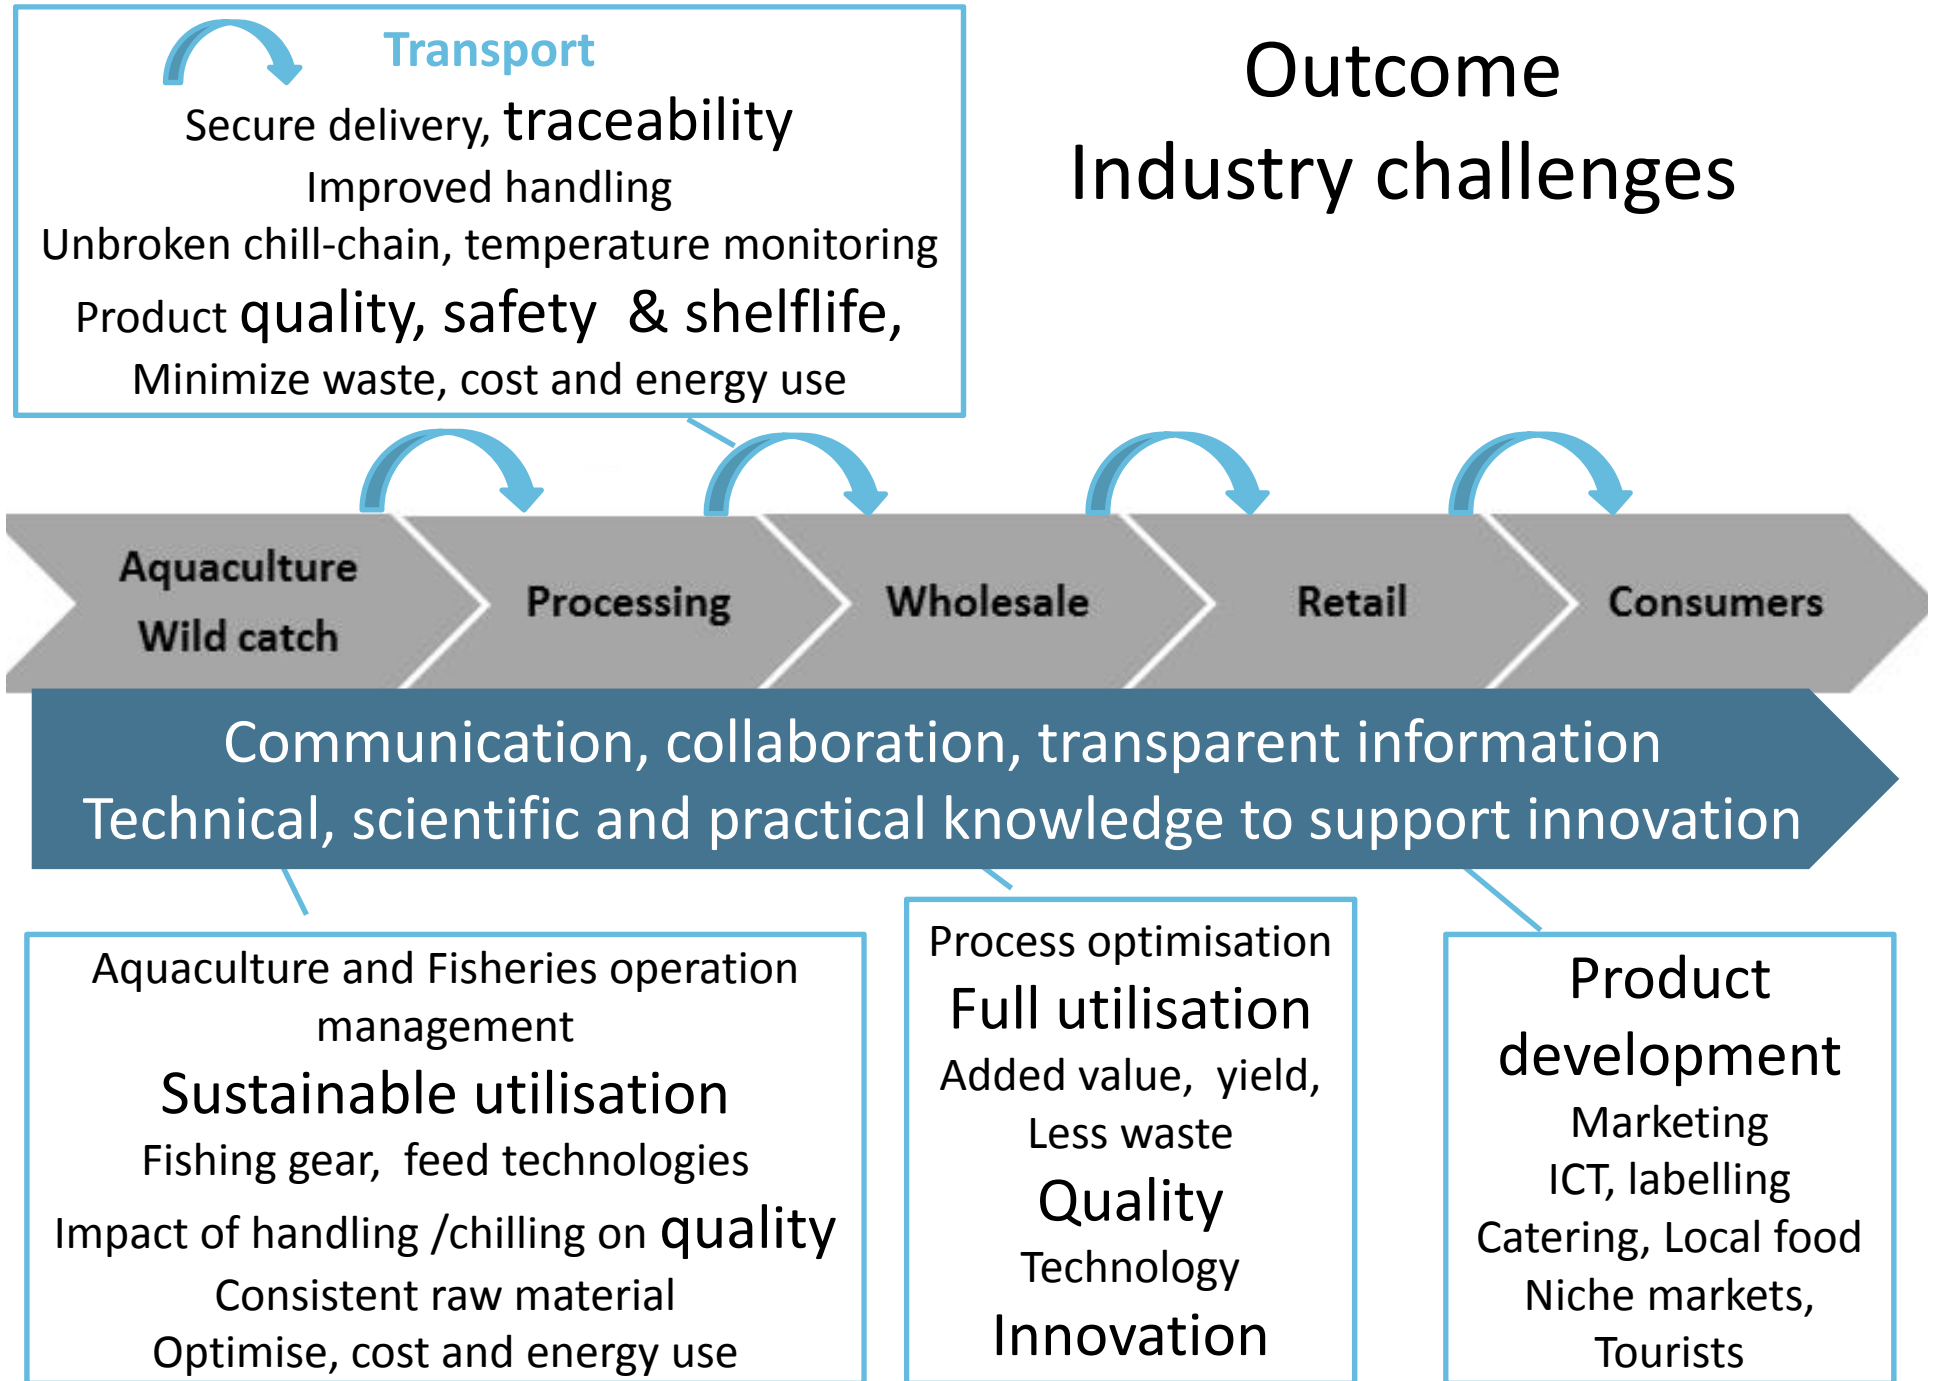 Transport
Secure delivery, traceability
Improved handling
Unbroken chill-chain, temperature monitoring
Product quality, safety & shelflife,
Minimize waste, cost and energy use
Outcome
Industry challenges
Aquaculture
Wild catch
Processing
Wholesale
Retail
Consumers
Communication, collaboration, transparent information
Technical, scientific and practical knowledge to support innovation
Aquaculture and Fisheries operation
management
Sustainable utilisation
Fishing gear, feed technologies
Impact of handling /chilling on quality
Consistent raw material
Optimise, cost and energy use
Process optimisation
Full utilisation
Added value, yield,
Less waste
Quality
Technology
Innovation
Product
development
Marketing
ICT, labelling
Catering, Local food
Niche markets,
Tourists